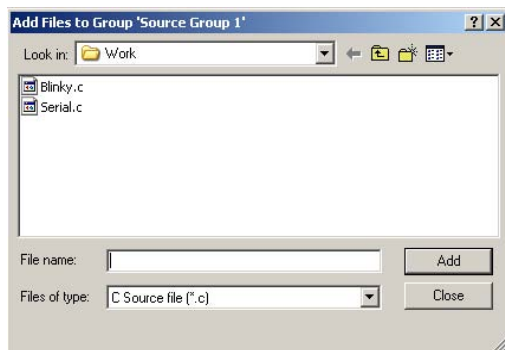 Add Files to Group 'Source Group 1'
Look in: Work
Blinky.c
Serial.c
File name: Add
Files of type: C Source file (*.c) Close